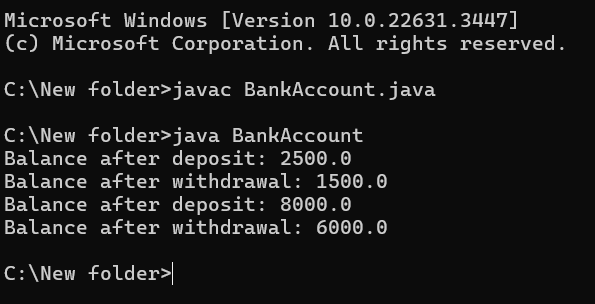 Microsoft Windows [Version 10.0.22631.3447]
(c) Microsoft Corporation. All rights reserved.
C:\New folder>javac BankAccount.java
C:\New folder>java BankAccount
Balance after deposit: 2500.0
Balance after withdrawal: 1500.0
Balance after deposit: 8000.0
Balance after withdrawal: 6000.0
C:\New folder>